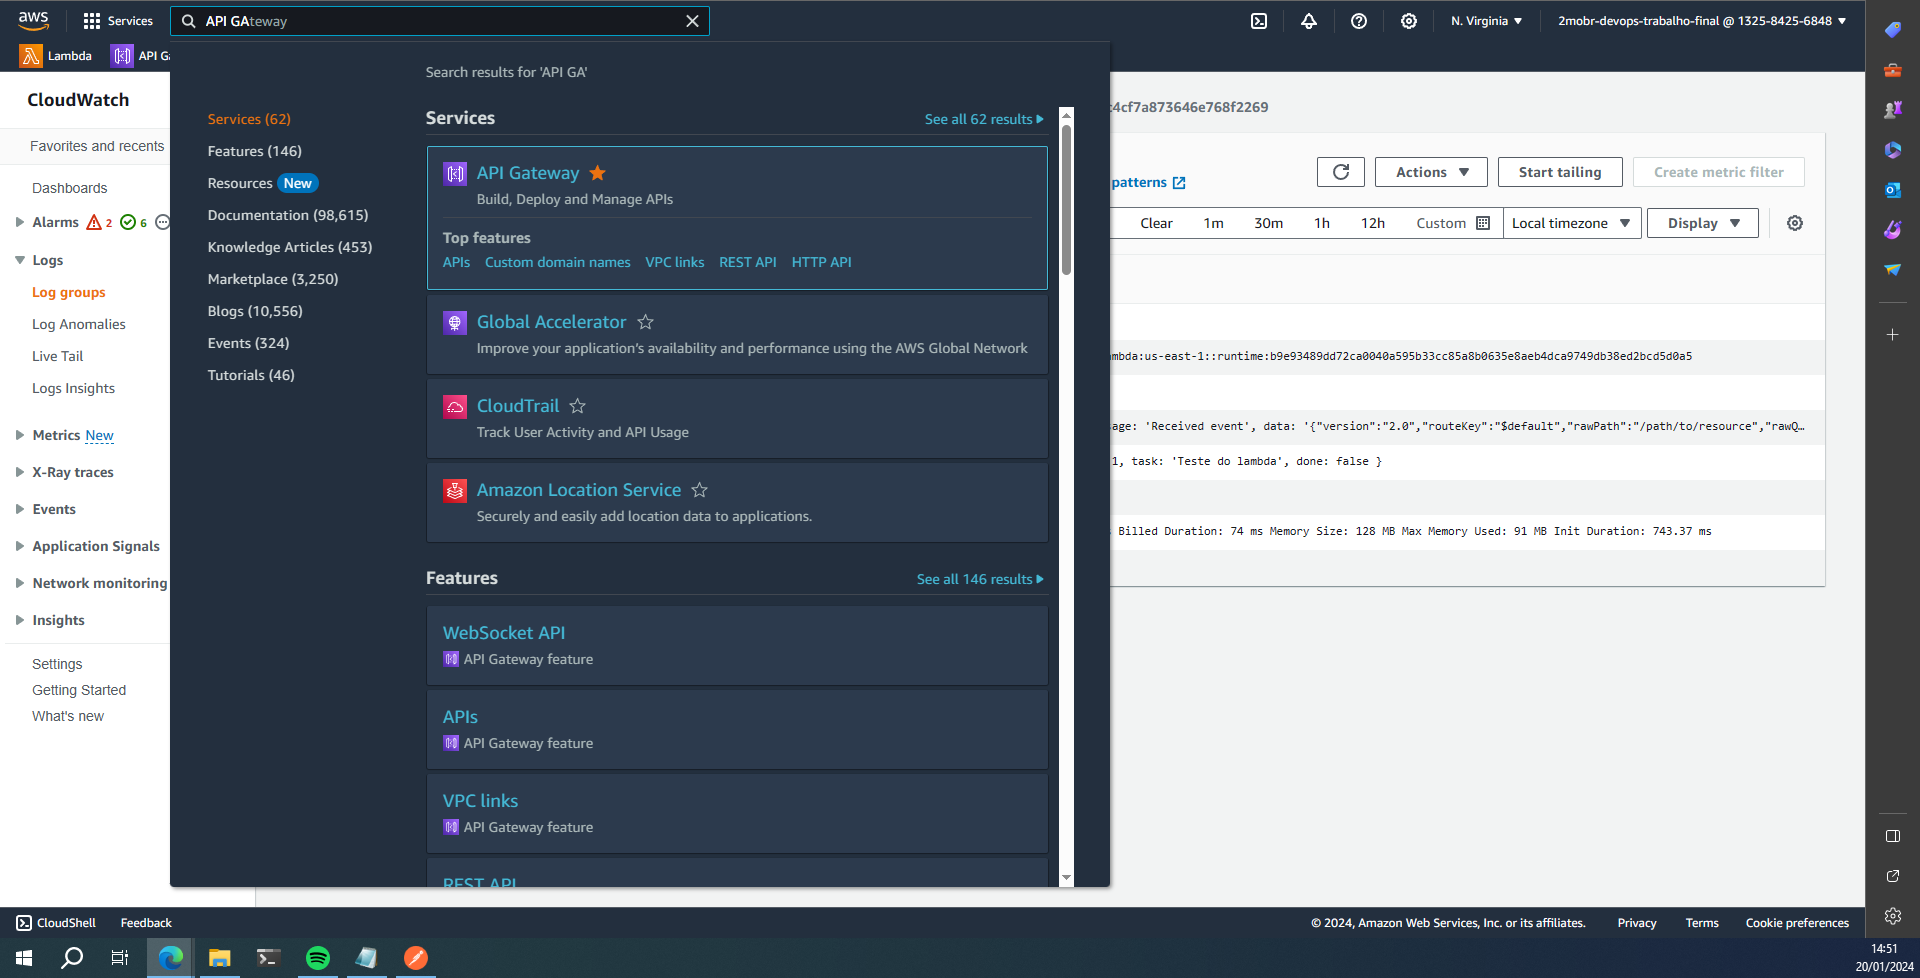 aws
Services
API GAteway
N. Virginia
2mobr-devops-trabalho-final @ 1325-8425-6848
Lambda
API Ga
Search results for 'API GA'
CloudWatch
Favorites and recents
Dashboards
Alarms 2 6
Logs
Log groups
Log Anomalies
Live Tail
Logs Insights
Metrics New
X-Ray traces
Events
Application Signals
Network monitoring
Insights
Settings
Getting Started
What's new
Services (62)
Features (146)
Resources New
Documentation (98,615)
Knowledge Articles (453)
Marketplace (3,250)
Blogs (10,556)
Events (324)
Tutorials (46)
Services
See all 62 results
API Gateway
Build, Deploy and Manage APIs
Top features
APIs Custom domain names VPC links REST API HTTP API
Global Accelerator
Improve your application's availability and performance using the AWS Global Network
CloudTrail
Track User Activity and API Usage
Amazon Location Service
Securely and easily add location data to applications.
Features
See all 146 results
WebSocket API
API Gateway feature
APIs
API Gateway feature
VPC links
API Gateway feature
REST API
:4cf7a873646e768f2269
patterns
Actions
Start tailing
Create metric filter
Clear 1m 30m 1h 12h Custom Local timezone Display
mbda:us-east-1::runtime:b9e93489dd72ca0040a595b33cc85a8b0635e8aeb4dca9749db38ed2bcd5d0a5
age: 'Received event', data: '{"version":"2.0","routeKey":"$default","rawPath":"/path/to/resource","rawQ…
1, task: 'Teste do lambda', done: false }
Billed Duration: 74 ms Memory Size: 128 MB Max Memory Used: 91 MB Init Duration: 743.37 ms
CloudShell
Feedback
© 2024, Amazon Web Services, Inc. or its affiliates.
Privacy
Terms
Cookie preferences
14:51
20/01/2024